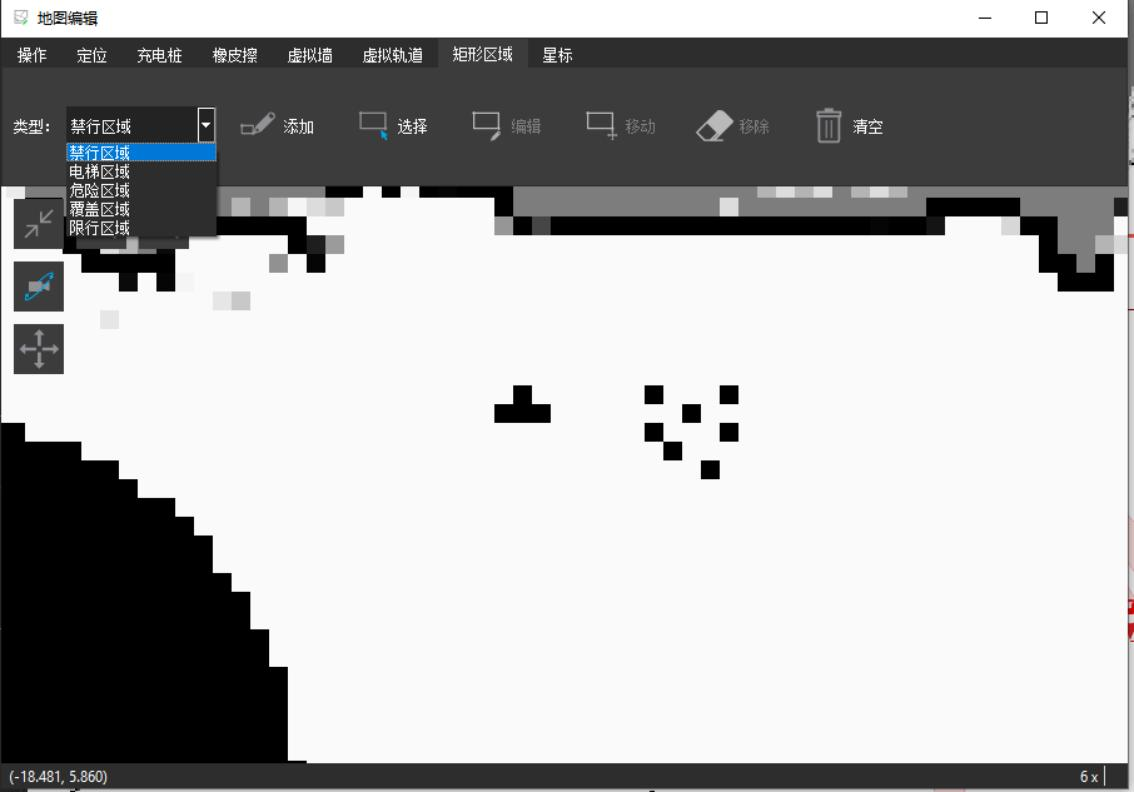 地图编辑
操作 定位 充电桩 橡皮擦 虚拟墙 虚拟轨道 矩形区域 星标
类型: 禁行区域 添加 选择 编辑 移动 移除 清空
禁行区域
电梯区域
危险区域
覆盖区域
限行区域
(-18.481, 5.860) 6 x